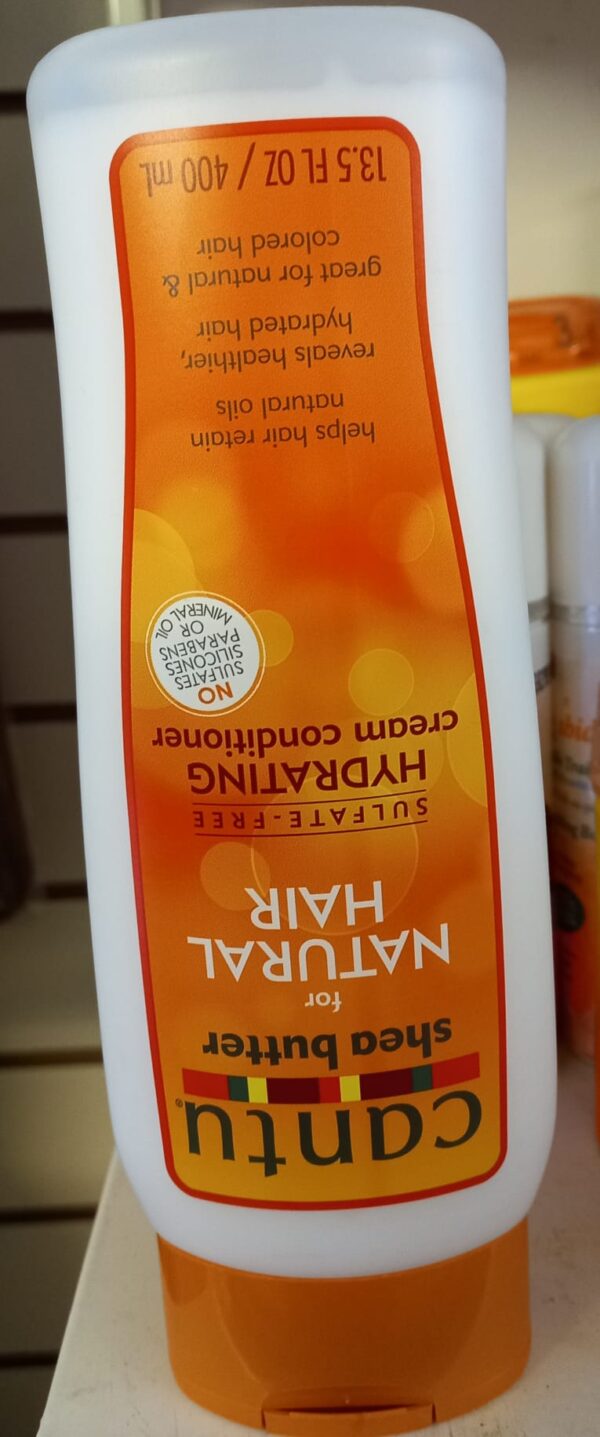 cantu®
shea butter
for
NATURAL
HAIR
SULFATE-FREE
HYDRATING
cream conditioner
NO
SULFATES
SILICONES
PARABENS
OR
MINERAL OIL
helps hair retain
natural oils
reveals healthier,
hydrated hair
great for natural &
colored hair
13.5 FL OZ / 400 mL